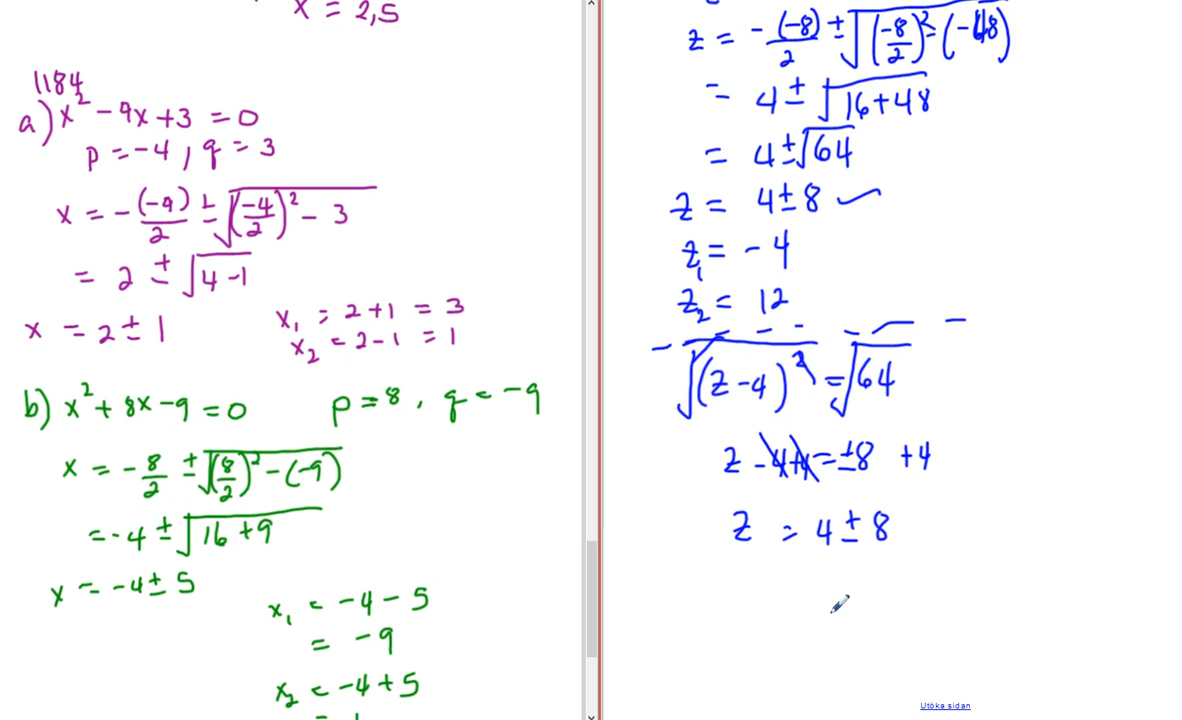 x = 2,5
1184
a) x² - 4x + 3 = 0
p = -4, q = 3
x = - (-4)/2 ± √((-4/2)² - 3)
= 2 ± √(4-1)
x = 2 ± 1
x₁ = 2+1 = 3
x₂ = 2-1 = 1
b) x² + 8x - 9 = 0 p = 8, q = -9
x = - 8/2 ± √((8/2)² - (-9))
= -4 ± √(16+9)
x = -4 ± 5
x₁ = -4 - 5
= -9
x₂ = -4 + 5
z = - (-8)/2 ± √((-8/2)² - (-48))
= 4 ± √(16+48)
= 4 ± √64
z = 4 ± 8
z₁ = -4
z₂ = 12
√((z-4)²) = √64
z - 4 + 4 = ±8 + 4
z = 4 ± 8
Utöka sidan